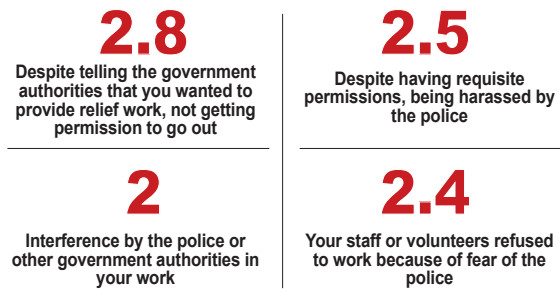 2.8
Despite telling the government
authorities that you wanted to
provide relief work, not getting
permission to go out
2.5
Despite having requisite
permissions, being harassed by
the police
2
Interference by the police or
other government authorities in
your work
2.4
Your staff or volunteers refused
to work because of fear of the
police